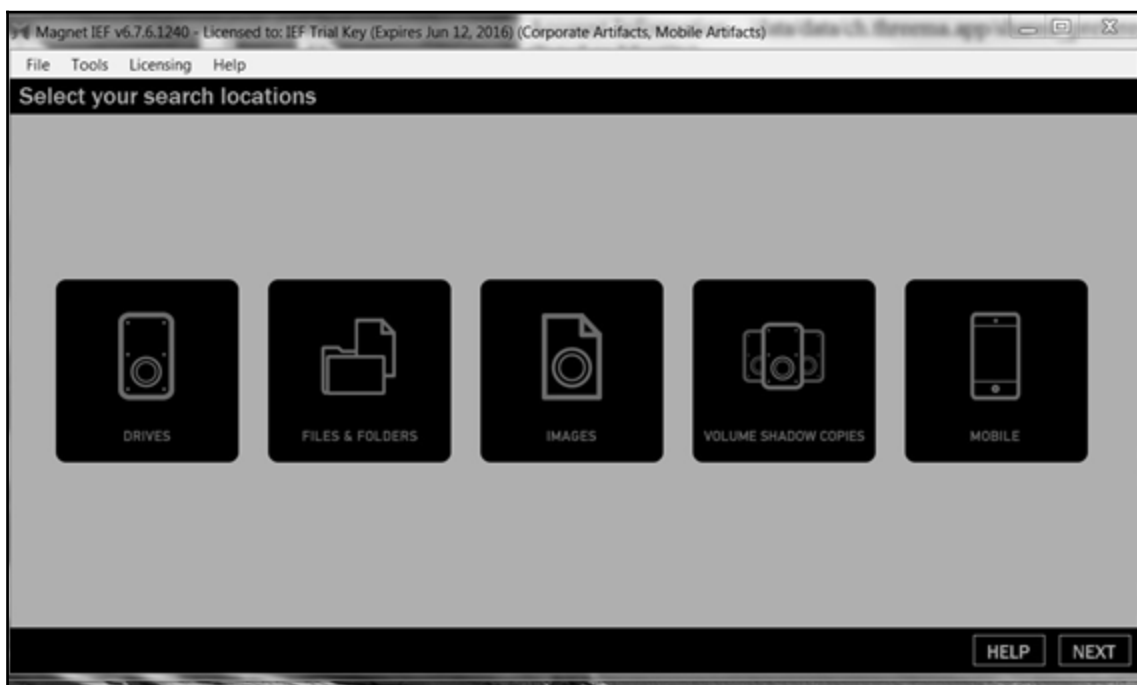 Magnet IEF v6.7.6.1240 - Licensed to: IEF Trial Key (Expires Jun 12, 2016) (Corporate Artifacts, Mobile Artifacts)
File Tools Licensing Help
Select your search locations
DRIVES FILES & FOLDERS IMAGES VOLUME SHADOW COPIES MOBILE
HELP NEXT